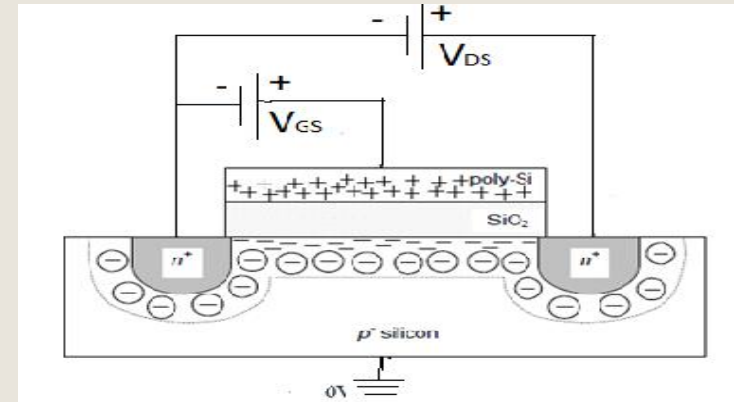 - +
VDS
- +
VGS
poly-Si
SiO₂
n⁺ n⁺
p- silicon
0V